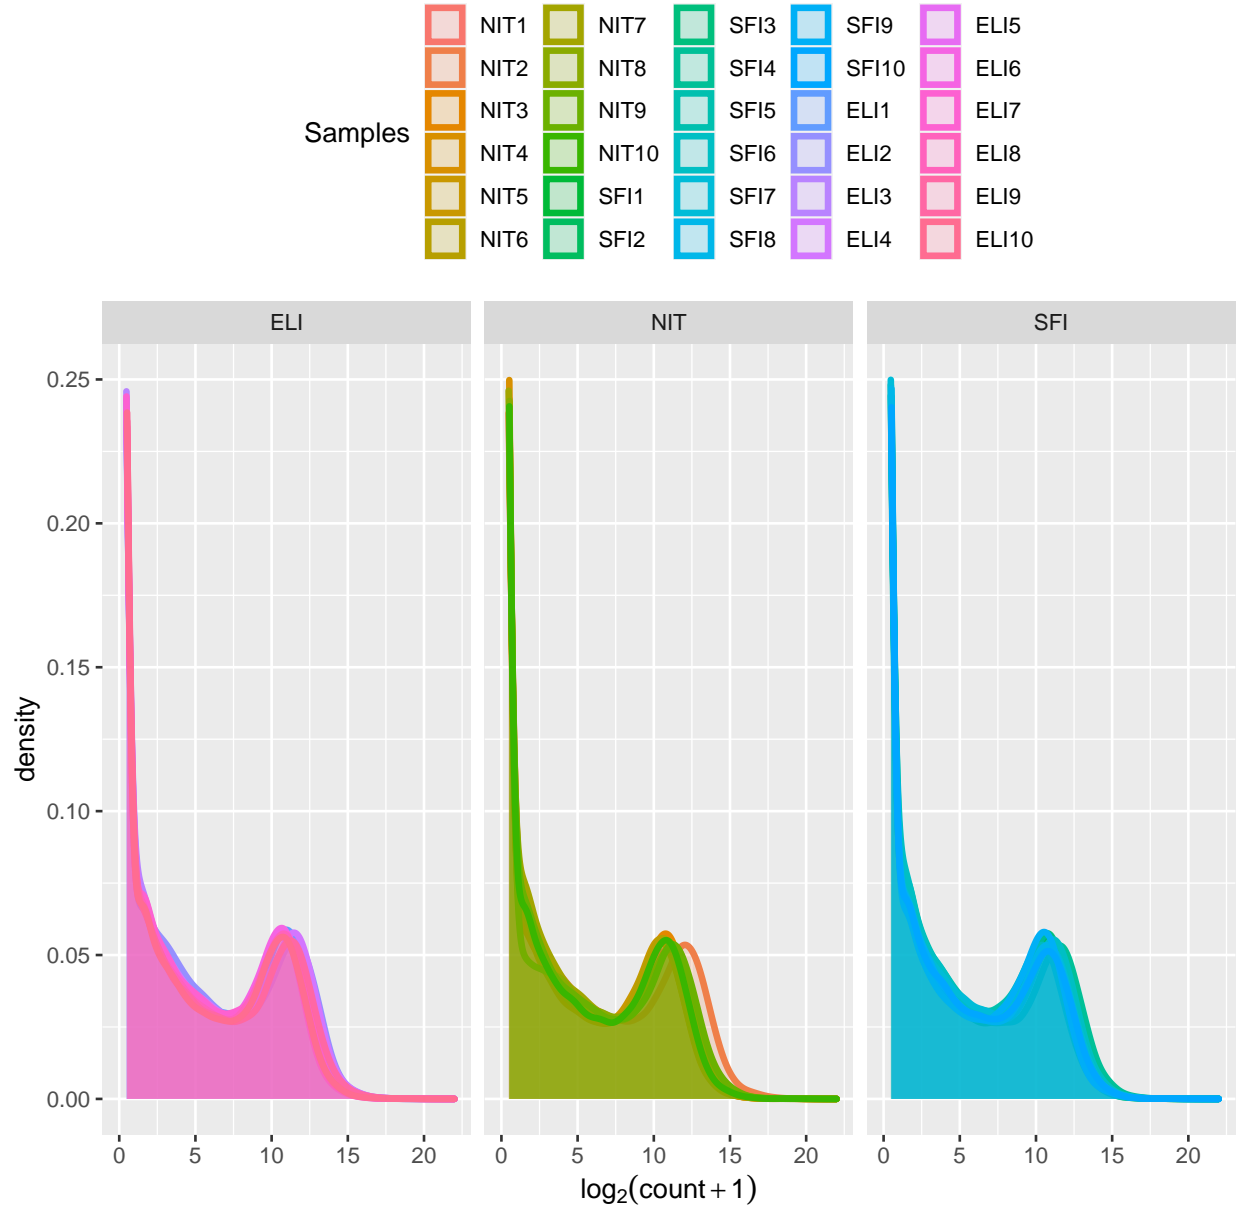 Samples
NIT1 NIT7 SFI3 SFI9 ELI5
NIT2 NIT8 SFI4 SFI10 ELI6
NIT3 NIT9 SFI5 ELI1 ELI7
NIT4 NIT10 SFI6 ELI2 ELI8
NIT5 SFI1 SFI7 ELI3 ELI9
NIT6 SFI2 SFI8 ELI4 ELI10
ELI NIT SFI
0.25
0.20
0.15
0.10
0.05
0.00
density
0 5 10 15 20 0 5 10 15 20 0 5 10 15 20
log₂(count + 1)